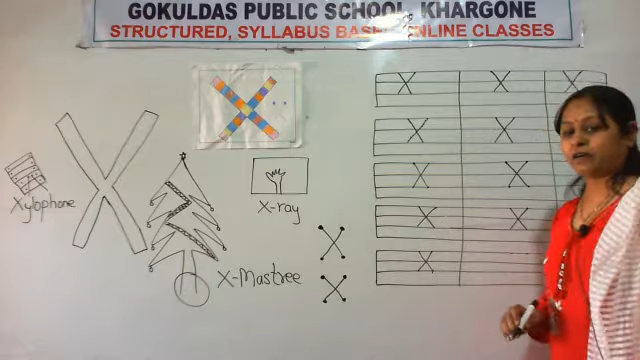 GOKULDAS PUBLIC SCHOOL, KHARGONE
STRUCTURED, SYLLABUS BASED ONLINE CLASSES
X
X X X
X X
X X
X X
X
X
Xylophone
X-ray
X-Mastree
X
X